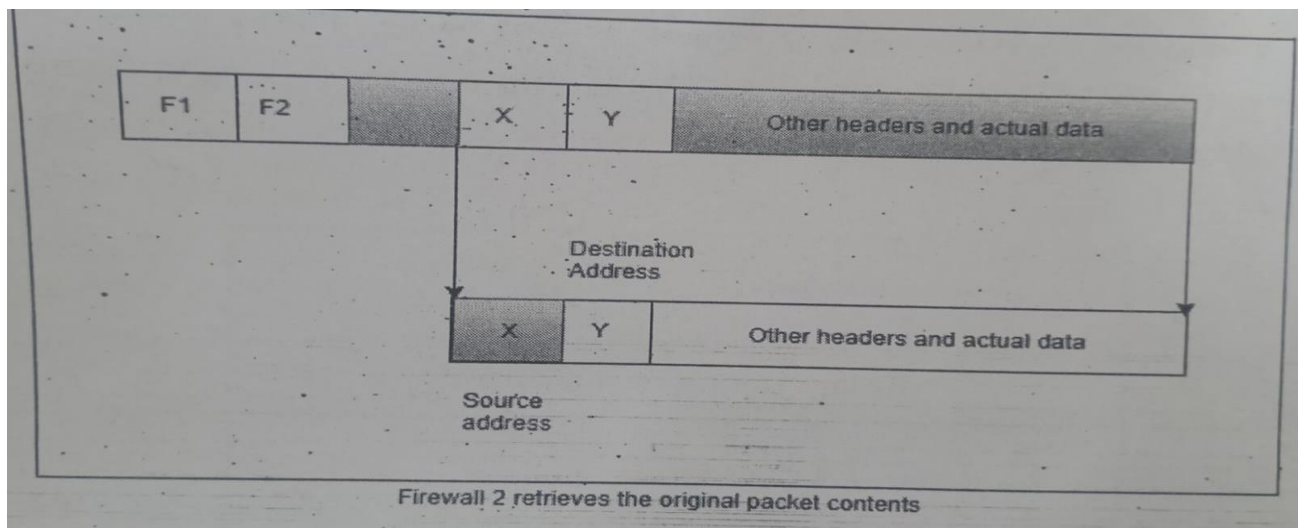 F1 F2 X Y Other headers and actual data
Destination
Address
X Y Other headers and actual data
Source
address
Firewall 2 retrieves the original packet contents